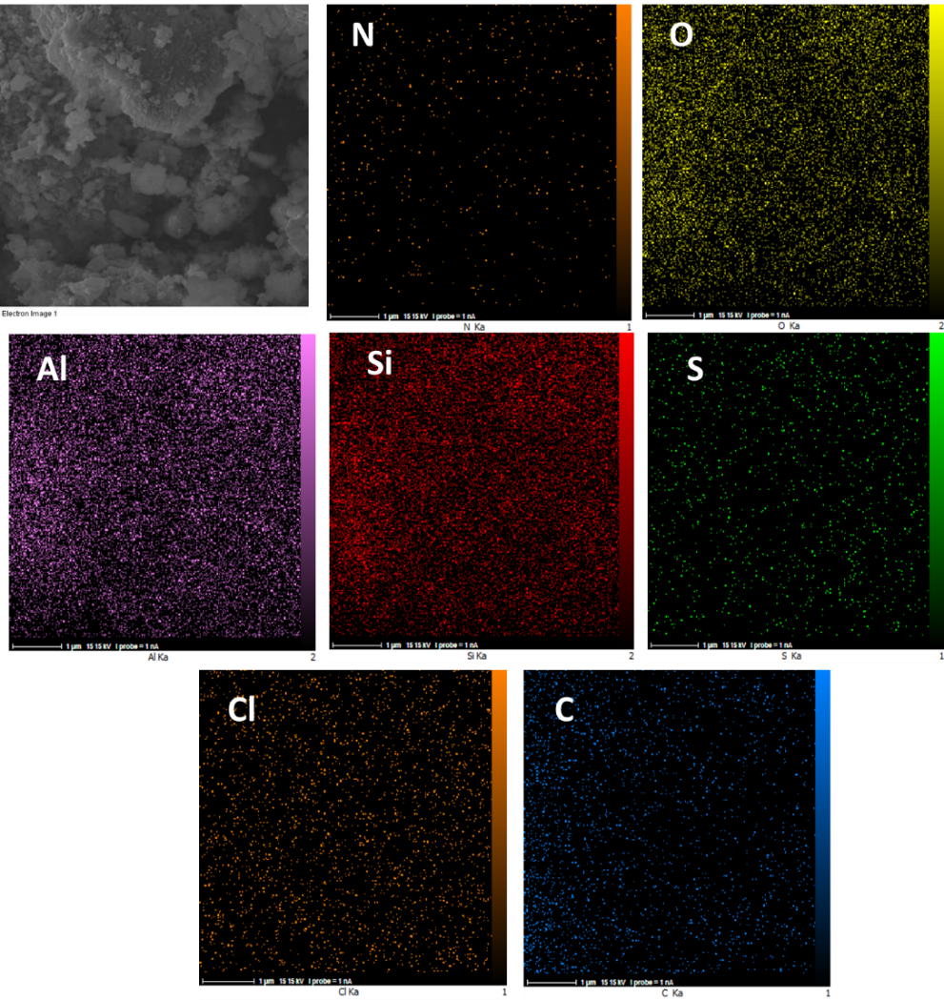 N
O
Electron Image 1
1 µm 15 15 kV I probe = 1 nA
N Ka
1
1 µm 15 15 kV I probe = 1 nA
O Ka
2
Al
Si
S
1 µm 15 15 kV I probe = 1 nA
Al Ka
2
1 µm 15 15 kV I probe = 1 nA
Si Ka
2
1 µm 15 15 kV I probe = 1 nA
S Ka
1
Cl
C
1 µm 15 15 kV I probe = 1 nA
Cl Ka
1
1 µm 15 15 kV I probe = 1 nA
C Ka
1